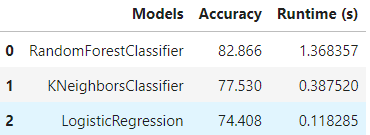 Models Accuracy Runtime (s)
0 RandomForestClassifier 82.866 1.368357
1 KNeighborsClassifier 77.530 0.387520
2 LogisticRegression 74.408 0.118285